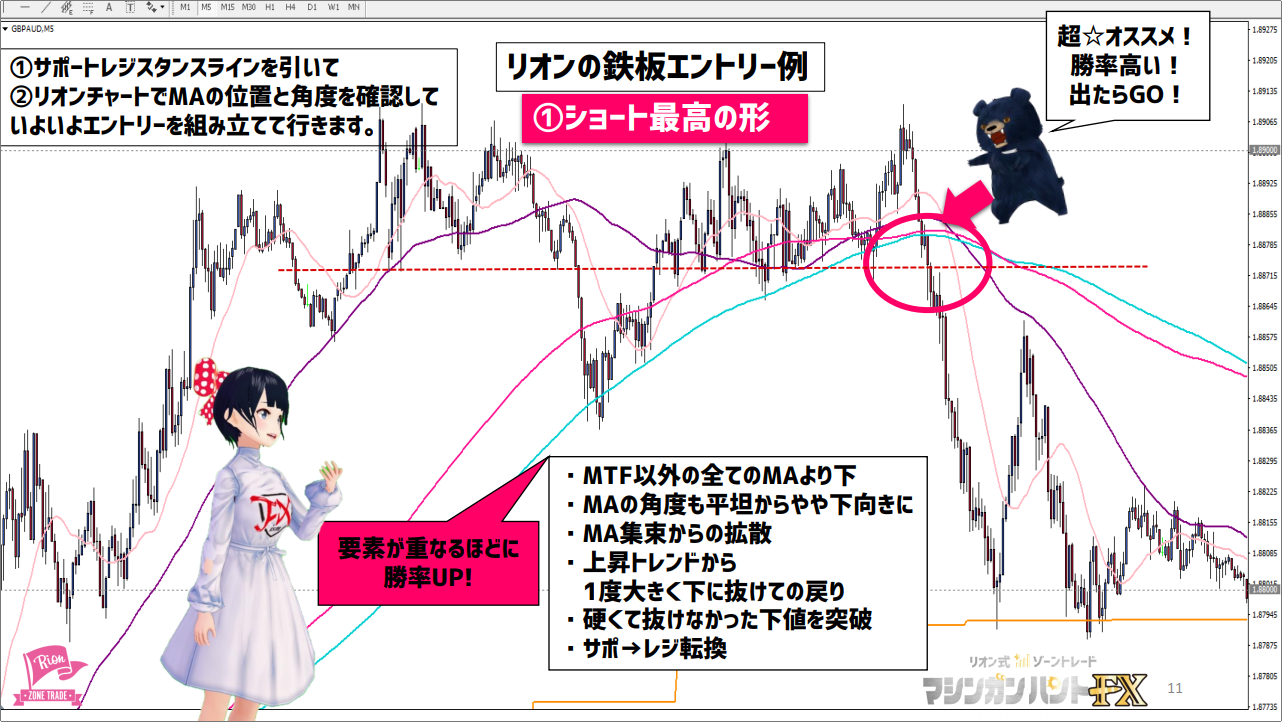 A
T
M1
M5
M15
M30
H1
H4
D1
W1
MN
GBPAUD,M5
①サポートレジスタンスラインを引いて
②リオンチャートでMAの位置と角度を確認して
いよいよエントリーを組み立てて行きます。
リオンの鉄板エントリー例
①ショート最高の形
超☆オススメ！
勝率高い！
出たらGO！
1.89275
1.89205
1.89135
1.89065
1.89000
1.88925
1.88855
1.88785
1.88715
1.88645
1.88575
1.88505
1.88435
1.88365
1.88295
1.88225
1.88155
1.88085
1.88015
1.88000
1.87945
1.87875
1.87805
1.87735
要素が重なるほどに
勝率UP!
・MTF以外の全てのMAより下
・MAの角度も平坦からやや下向きに
・MA集束からの拡散
・上昇トレンドから
1度大きく下に抜けての戻り
・硬くて抜けなかった下値を突破
・サポ→レジ転換
Rion
ZONE TRADE
リオン式 ゾーントレード
マシンガンハントFX
11